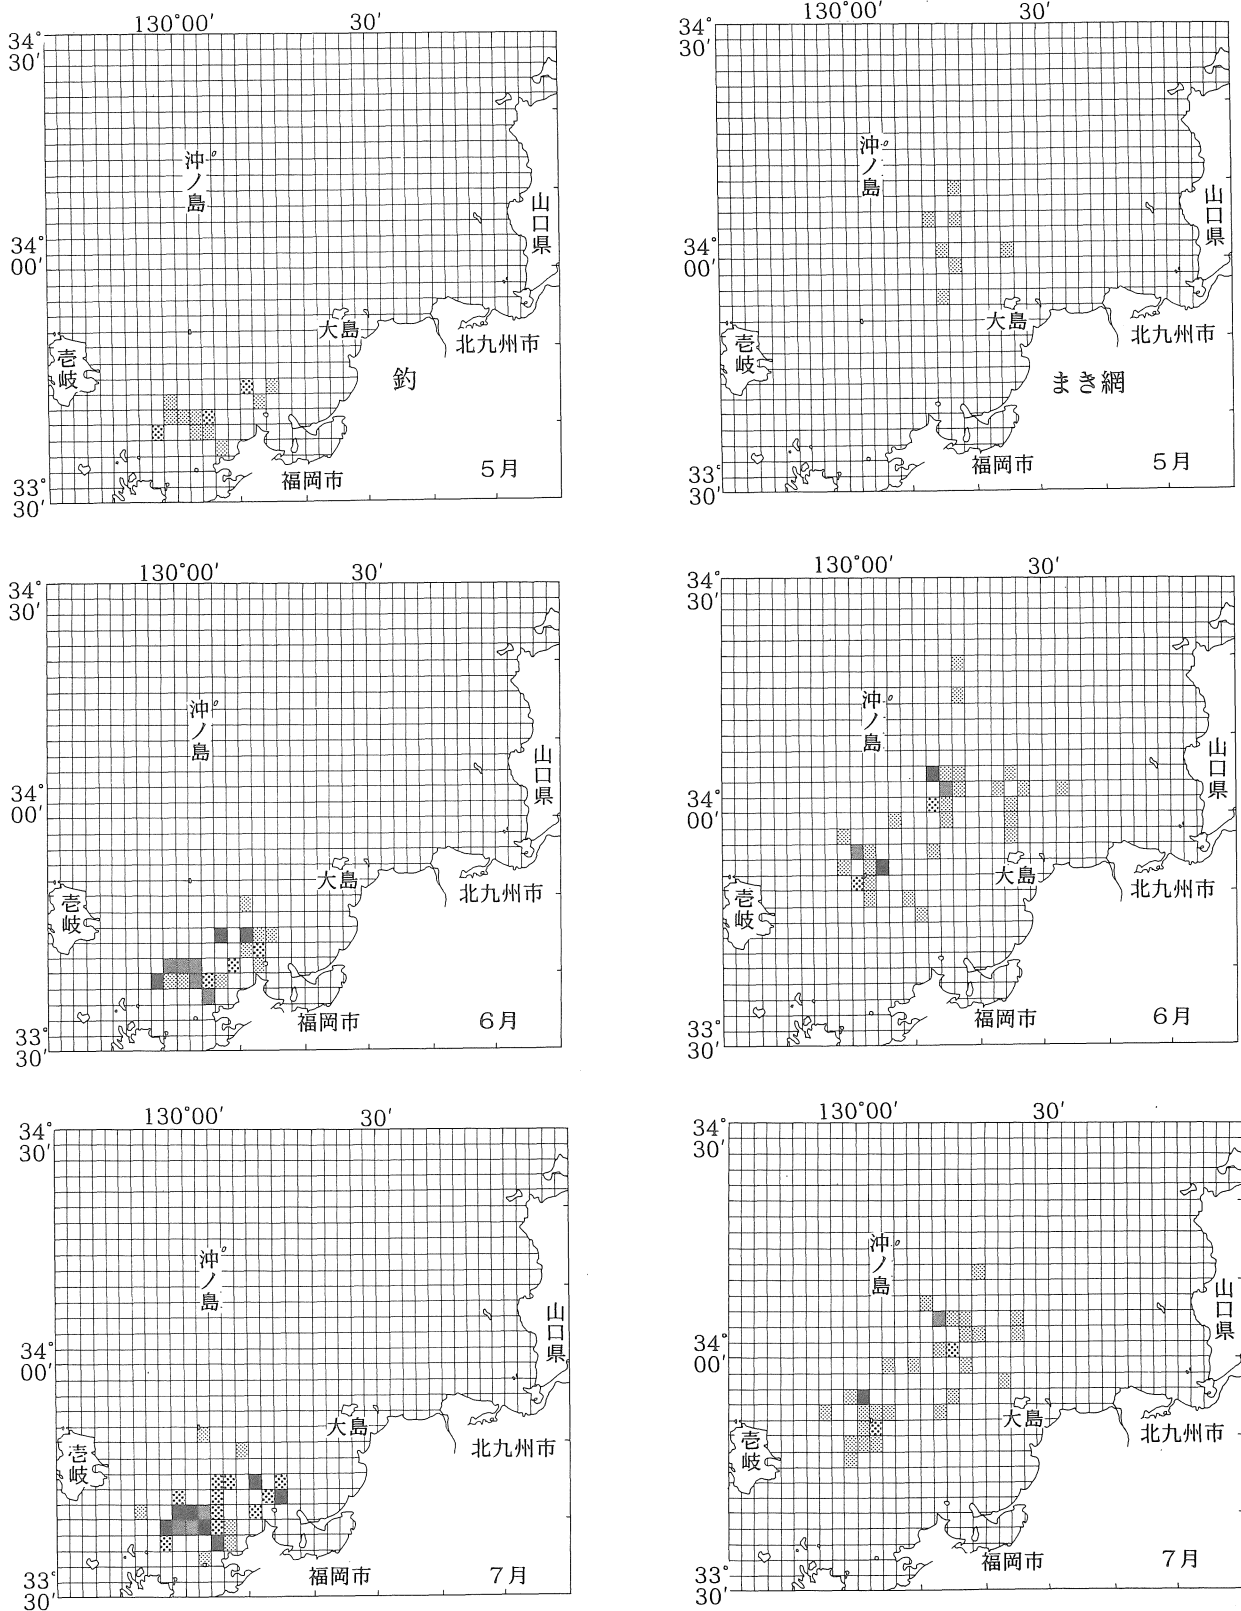 130°00′ 30′
34°
30′
沖ノ島
山口県
34°
00′
大島
北九州市
壱岐
釣
福岡市
5月
33°
30′
130°00′ 30′
34°
30′
沖ノ島
山口県
34°
00′
大島
北九州市
壱岐
まき網
福岡市
5月
33°
30′
130°00′ 30′
34°
30′
沖ノ島
山口県
34°
00′
大島
北九州市
壱岐
福岡市
6月
33°
30′
130°00′ 30′
34°
30′
沖ノ島
山口県
34°
00′
大島
北九州市
壱岐
福岡市
6月
33°
30′
130°00′ 30′
34°
30′
沖ノ島
山口県
34°
00′
大島
北九州市
壱岐
福岡市
7月
33°
30′
130°00′ 30′
34°
30′
沖ノ島
山口県
34°
00′
大島
北九州市
壱岐
福岡市
7月
33°
30′